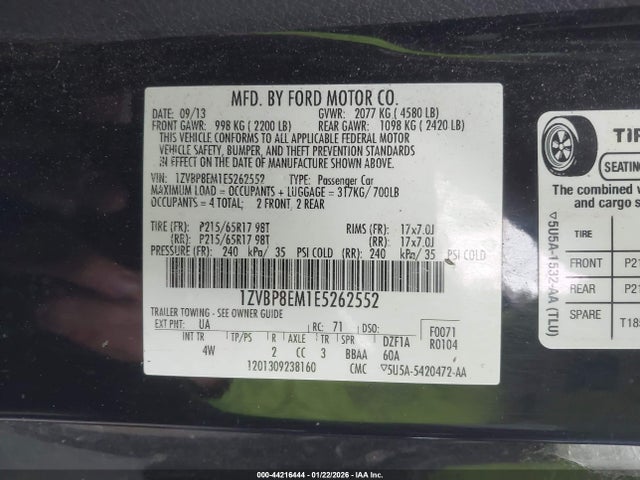 MFD. BY FORD MOTOR CO.
DATE: 09/13 GVWR: 2077 KG ( 4580 LB)
FRONT GAWR: 998 KG ( 2200 LB) REAR GAWR: 1098 KG ( 2420 LB)
THIS VEHICLE CONFORMS TO ALL APPLICABLE FEDERAL MOTOR
VEHICLE SAFETY, BUMPER, AND THEFT PREVENTION STANDARDS
IN EFFECT ON THE DATE OF MANUFACTURE SHOWN ABOVE.
VIN: 1ZVBP8EM1E5262552 TYPE: Passenger Car
MAXIMUM LOAD = OCCUPANTS + LUGGAGE = 317KG/ 700LB
OCCUPANTS = 4 TOTAL; 2 FRONT, 2 REAR
TIRE (FR): P215/65R17 98T RIMS (FR): 17x7.0J
(RR): P215/65R17 98T (RR): 17x7.0J
PRESSURE (FR): 240 kPa/ 35 PSI COLD (RR): 240 kPa/ 35 PSI COLD
1ZVBP8EM1E5262552
TRAILER TOWING - SEE OWNER GUIDE
EXT PNT: UA RC: 71 DSO: F0071
INT TR TP/PS R AXLE TR SPR DZF1A R0104
4W 2 CC 3 BBAA 60A
1201309238160 CMC ▽5U5A-5420472-AA
▽5U5A-1532-AA (TLU)
TIR
SEATING
The combined
and cargo s
TIRE
FRONT P21
REAR P21
SPARE T185
000-44216444 - 01/22/2026 - IAA Inc.